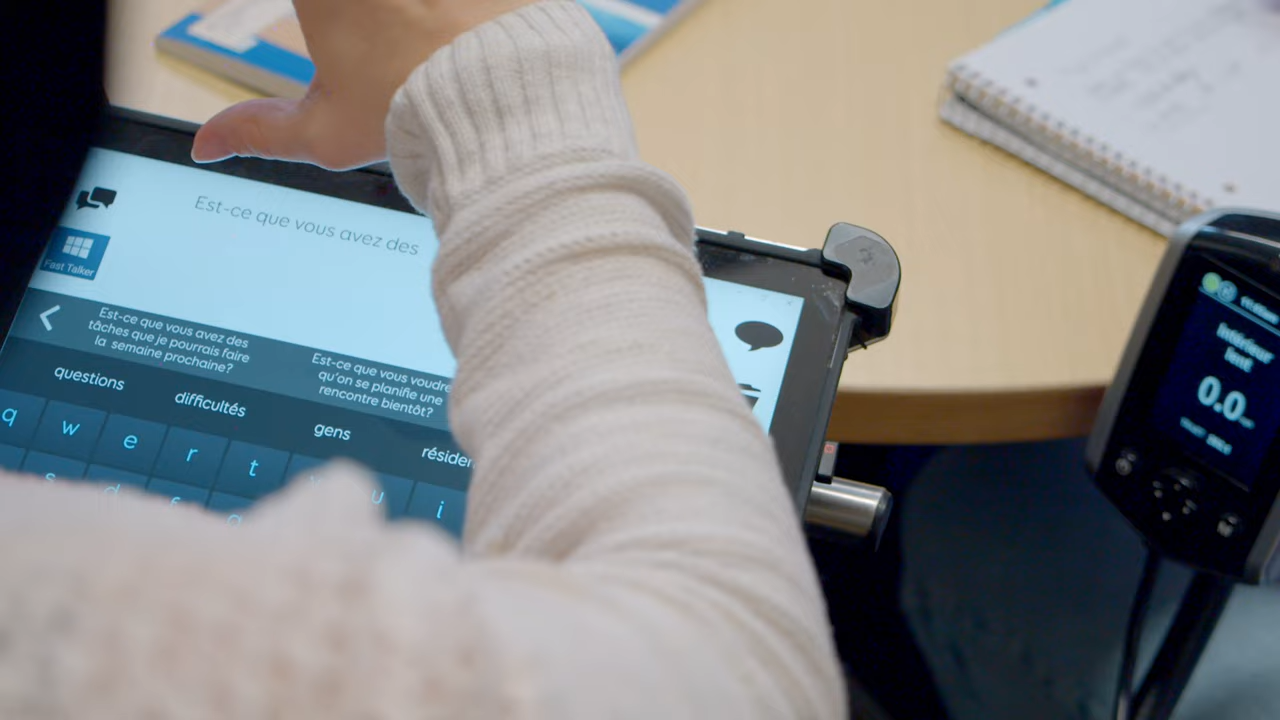 Est-ce que vous avez des
Fast Talker
Est-ce que vous avez des
tâches que je pourrais faire
la semaine prochaine?
Est-ce que vous voudre
qu'on se planifie une
rencontre bientôt?
questions
difficultés
gens
réside
q w e r t u i
Intérieur
lent
0.0